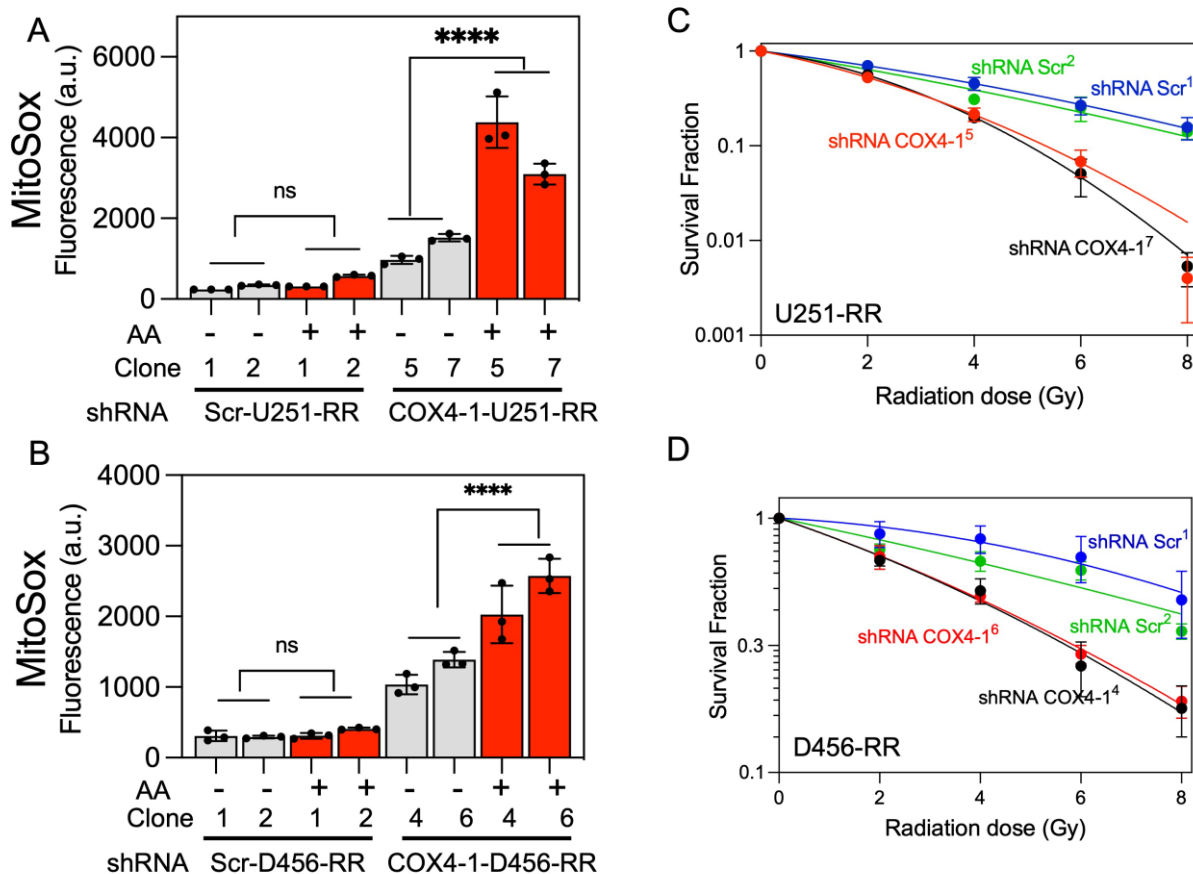 A
MitoSox
Fluorescence (a.u.)
6000
4000
2000
0
ns
****
AA - - + + - - + +
Clone 1 2 1 2 5 7 5 7
shRNA Scr-U251-RR COX4-1-U251-RR
B
MitoSox
Fluorescence (a.u.)
4000
3000
2000
1000
0
ns
****
AA - - + + - - + +
Clone 1 2 1 2 4 6 4 6
shRNA Scr-D456-RR COX4-1-D456-RR
C
Survival Fraction
1
0.1
0.01
0.001
shRNA Scr²
shRNA Scr¹
shRNA COX4-1⁵
shRNA COX4-1⁷
U251-RR
0 2 4 6 8
Radiation dose (Gy)
D
Survival Fraction
1
0.3
0.1
shRNA Scr¹
shRNA Scr²
shRNA COX4-1⁶
shRNA COX4-1⁴
D456-RR
0 2 4 6 8
Radiation dose (Gy)